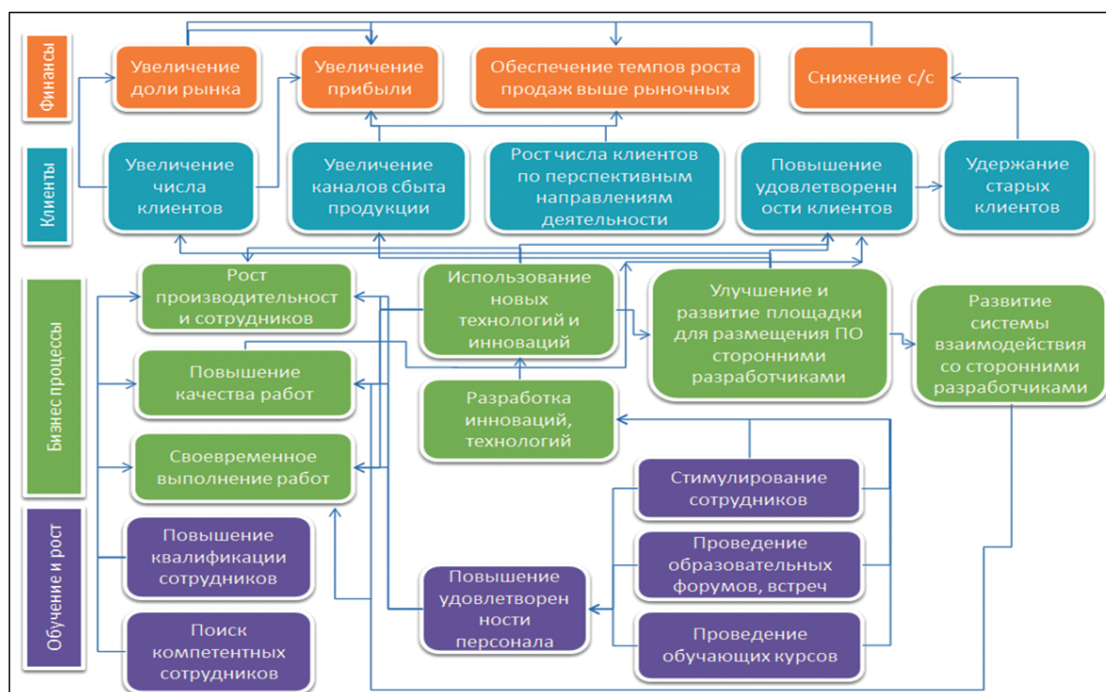 Финансы
Увеличение
доли рынка
Увеличение
прибыли
Обеспечение темпов роста
продаж выше рыночных
Снижение с/с
Клиенты
Увеличение
числа
клиентов
Увеличение
каналов сбыта
продукции
Рост числа клиентов
по перспективным
направлениям
деятельности
Повышение
удовлетворенн
ости клиентов
Удержание
старых
клиентов
Бизнес процессы
Рост
производительност
и сотрудников
Использование
новых
технологий и
инноваций
Улучшение и
развитие площадки
для размещения ПО
сторонними
разработчиками
Развитие
системы
взаимодействия
со сторонними
разработчиками
Повышение
качества работ
Разработка
инноваций,
технологий
Своевременное
выполнение работ
Обучение и рост
Стимулирование
сотрудников
Повышение
квалификации
сотрудников
Повышение
удовлетворен
ности
персонала
Проведение
образовательных
форумов, встреч
Поиск
компетентных
сотрудников
Проведение
обучающих курсов